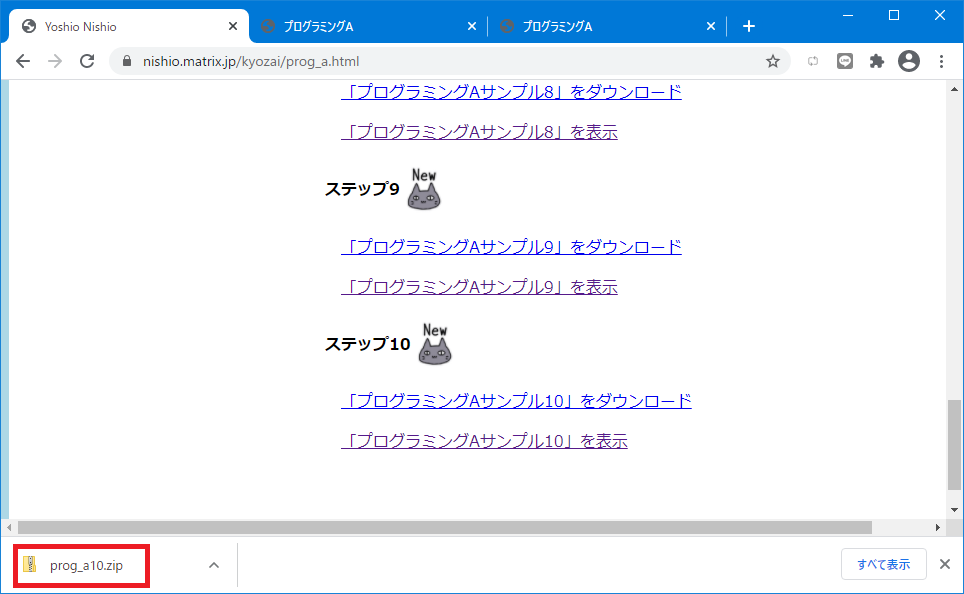 Yoshio Nishio
プログラミングA
プログラミングA
nishio.matrix.jp/kyozai/prog_a.html
「プログラミングAサンプル8」をダウンロード
「プログラミングAサンプル8」を表示
ステップ9 New
「プログラミングAサンプル9」をダウンロード
「プログラミングAサンプル9」を表示
ステップ10 New
「プログラミングAサンプル10」をダウンロード
「プログラミングAサンプル10」を表示
prog_a10.zip
すべて表示